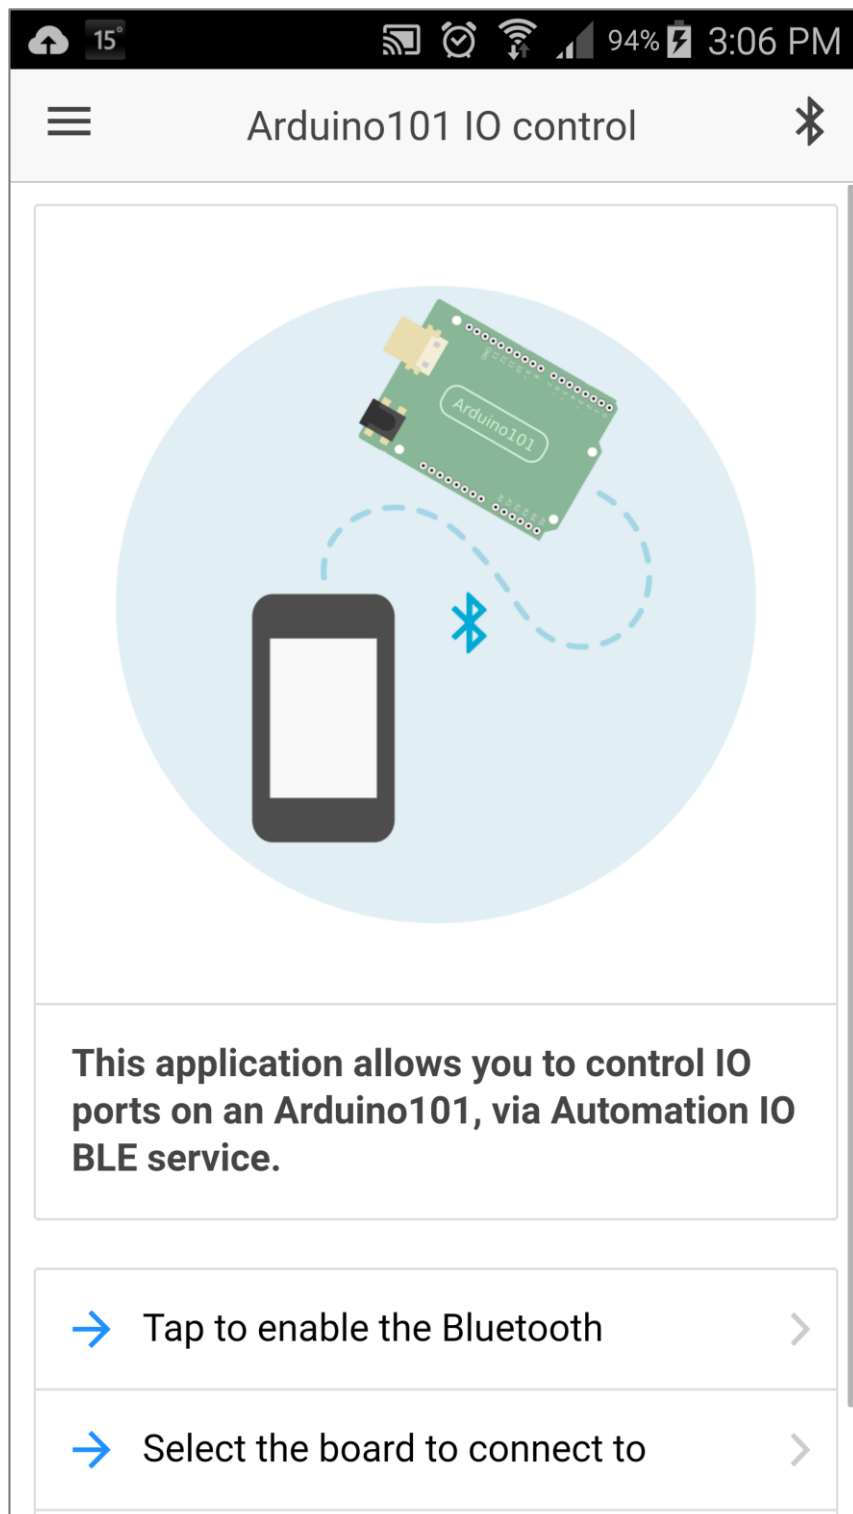 15°
94%
3:06 PM
Arduino101 IO control
Arduino101
This application allows you to control IO
ports on an Arduino101, via Automation IO
BLE service.
Tap to enable the Bluetooth
Select the board to connect to